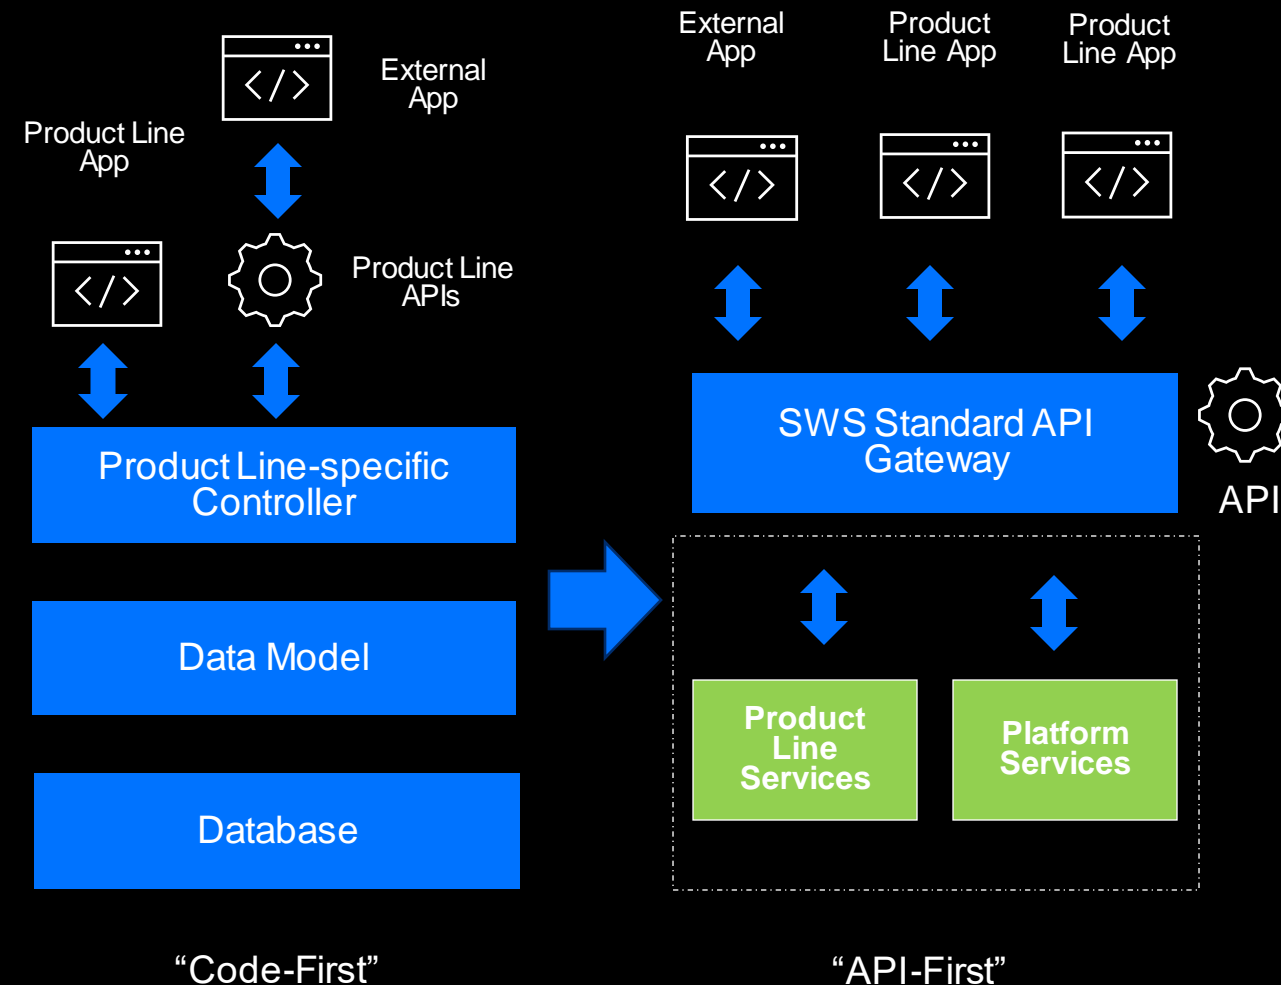 External
App
Product Line
App
</>
</>
Product Line
APIs
Product Line-specific
Controller
Data Model
Database
“Code-First”
External
App
Product
Line App
Product
Line App
</>
</>
</>
SWS Standard API
Gateway
API
Product
Line
Services
Platform
Services
“API-First”